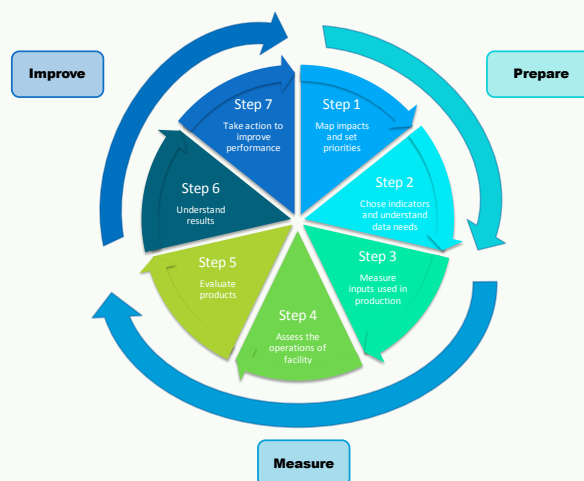 Improve
Prepare
Step 7
Take action to
improve
performance
Step 1
Map impacts
and set
priorities
Step 6
Understand
results
Step 2
Chose indicators
and understand
data needs
Step 5
Evaluate
products
Step 3
Measure
inputs used in
production
Step 4
Assess the
operations of
facility
Measure